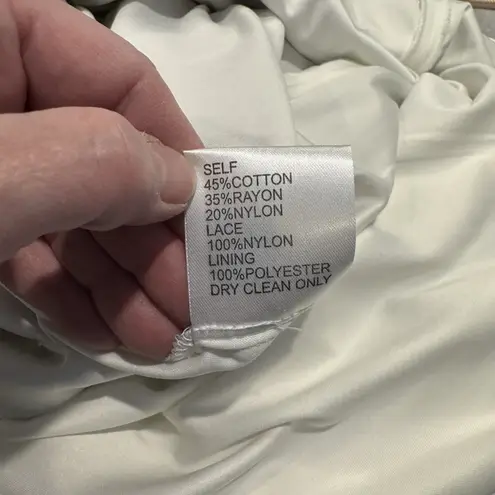 SELF
45%COTTON
35%RAYON
20%NYLON
LACE
100%NYLON
LINING
100%POLYESTER
DRY CLEAN ONLY